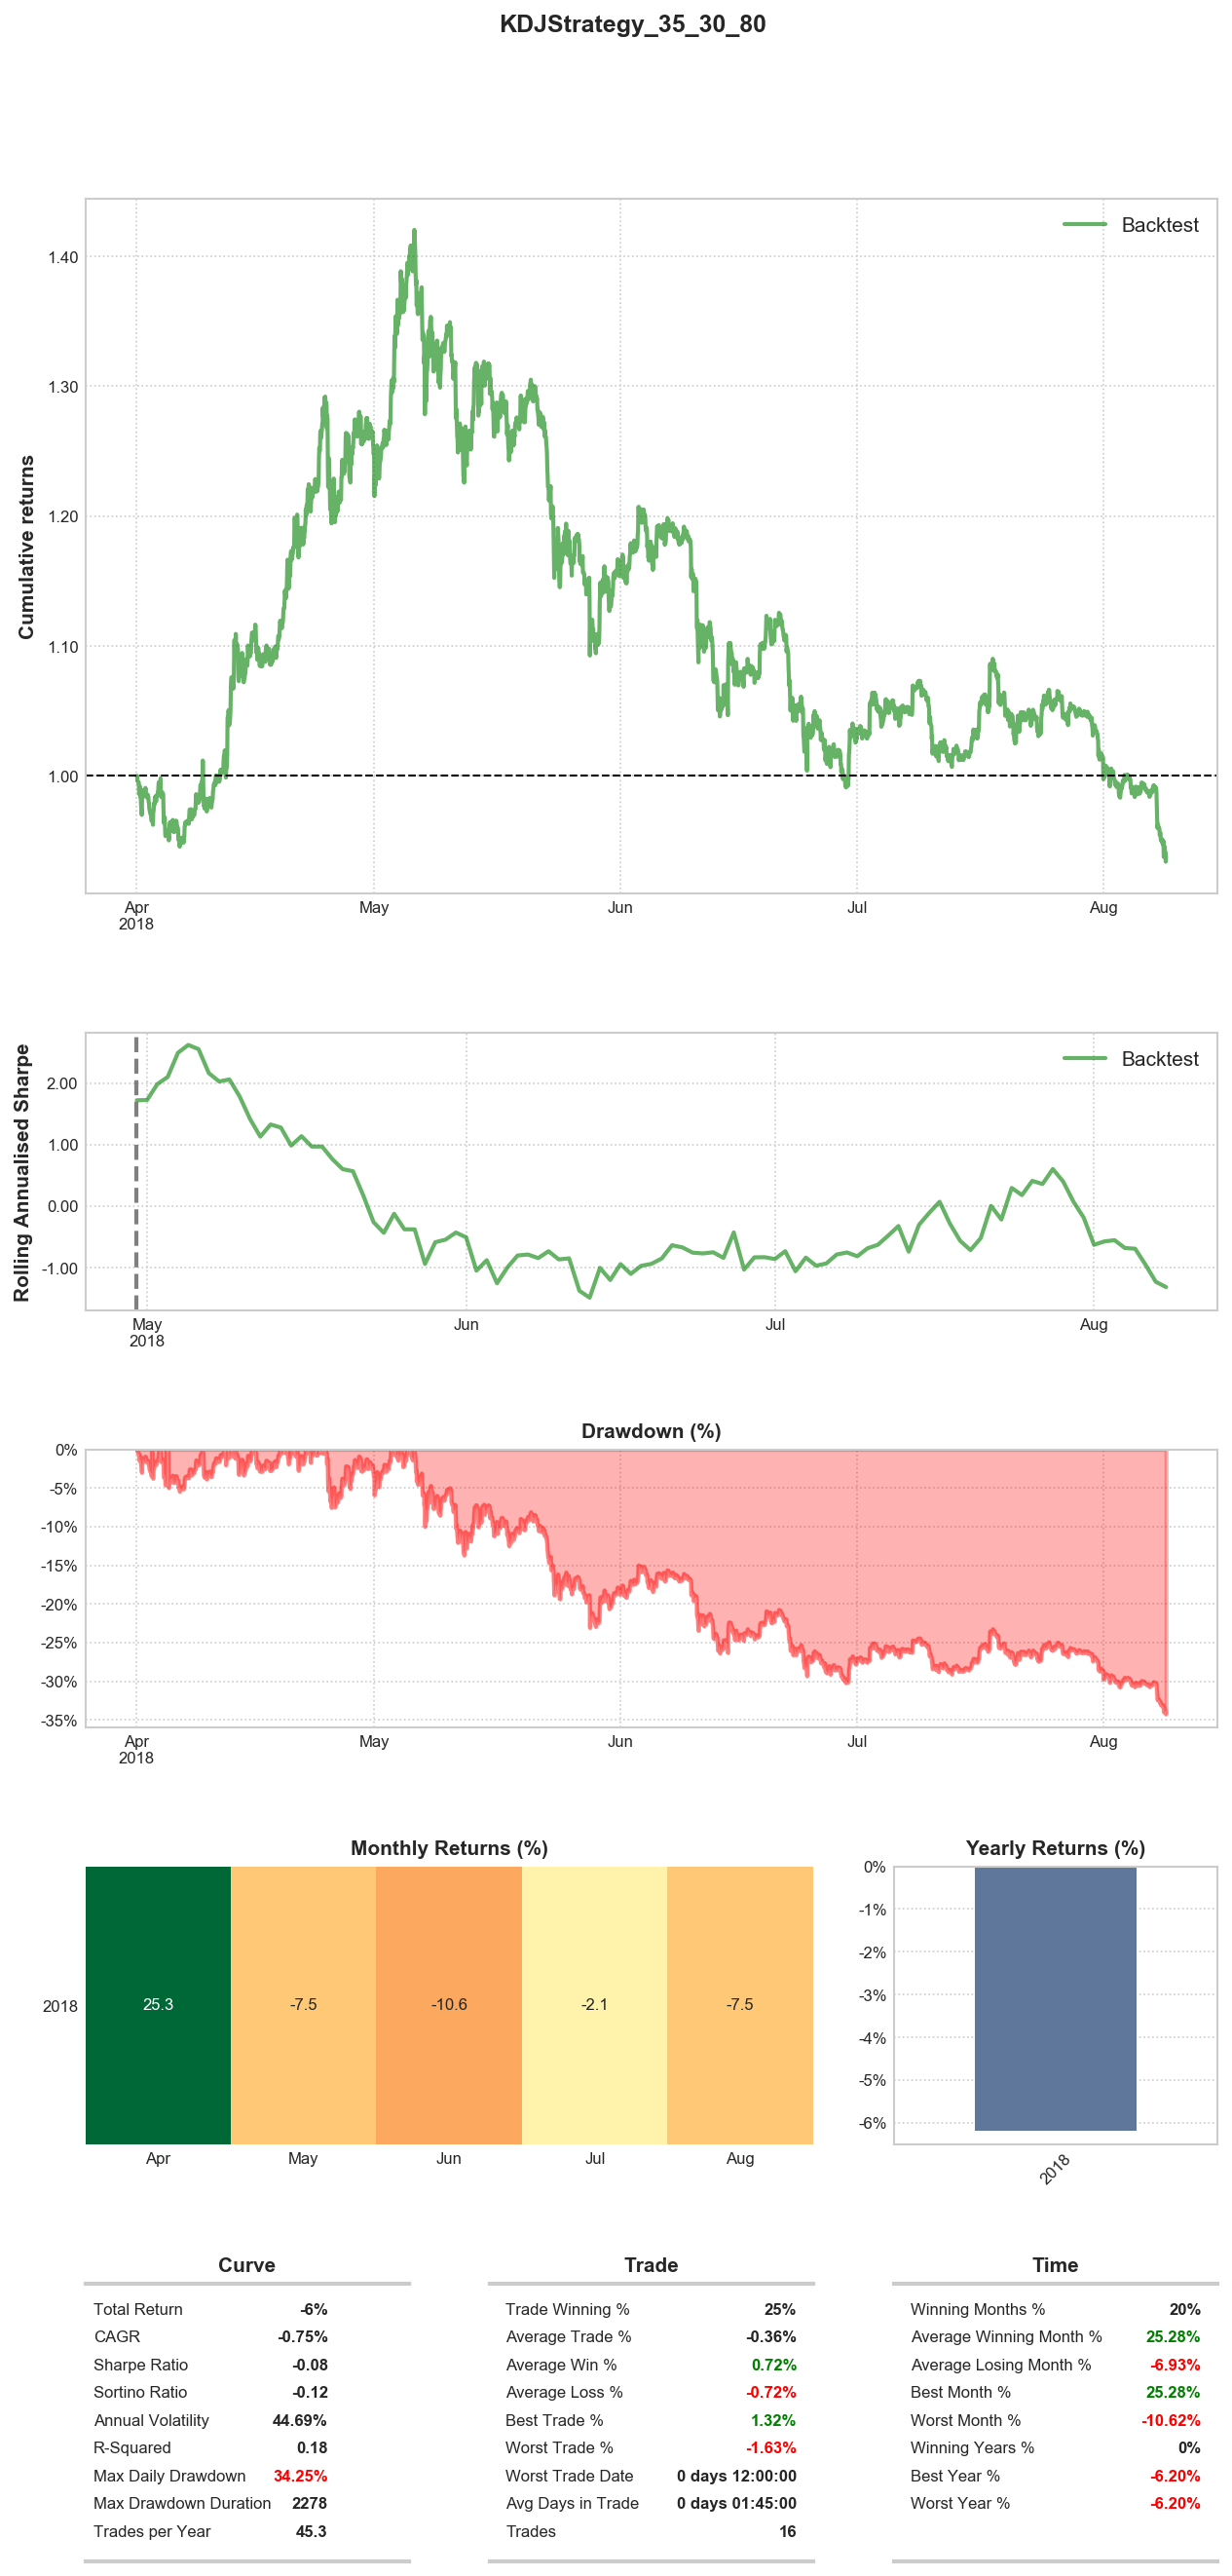 KDJStrategy_35_30_80
Cumulative returns
Backtest
1.40
1.30
1.20
1.10
1.00
Apr
2018
May
Jun
Jul
Aug
Rolling Annualised Sharpe
Backtest
2.00
1.00
0.00
-1.00
May
2018
Jun
Jul
Aug
Drawdown (%)
0%
-5%
-10%
-15%
-20%
-25%
-30%
-35%
Apr
2018
May
Jun
Jul
Aug
Monthly Returns (%)
2018
25.3 -7.5 -10.6 -2.1 -7.5
Apr May Jun Jul Aug
Yearly Returns (%)
0%
-1%
-2%
-3%
-4%
-5%
-6%
2018
Curve
Total Return -6%
CAGR -0.75%
Sharpe Ratio -0.08
Sortino Ratio -0.12
Annual Volatility 44.69%
R-Squared 0.18
Max Daily Drawdown 34.25%
Max Drawdown Duration 2278
Trades per Year 45.3
Trade
Trade Winning % 25%
Average Trade % -0.36%
Average Win % 0.72%
Average Loss % -0.72%
Best Trade % 1.32%
Worst Trade % -1.63%
Worst Trade Date 0 days 12:00:00
Avg Days in Trade 0 days 01:45:00
Trades 16
Time
Winning Months % 20%
Average Winning Month % 25.28%
Average Losing Month % -6.93%
Best Month % 25.28%
Worst Month % -10.62%
Winning Years % 0%
Best Year % -6.20%
Worst Year % -6.20%